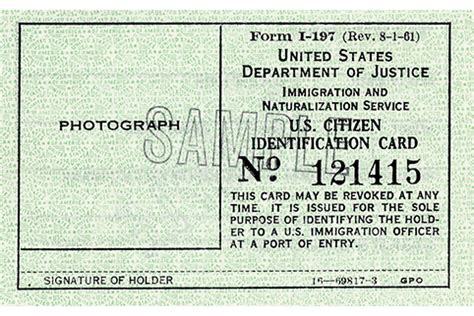 Form I-197 (Rev. 8-1-61)
UNITED STATES
DEPARTMENT OF JUSTICE
IMMIGRATION AND
NATURALIZATION SERVICE
U.S. CITIZEN
IDENTIFICATION CARD
No. 121415
THIS CARD MAY BE REVOKED AT ANY
TIME. IT IS ISSUED FOR THE SOLE
PURPOSE OF IDENTIFYING THE HOLD-
ER TO A U.S. IMMIGRATION OFFICER
AT A PORT OF ENTRY.
PHOTOGRAPH
SAMPLE
SIGNATURE OF HOLDER
16—69817-3 GPO